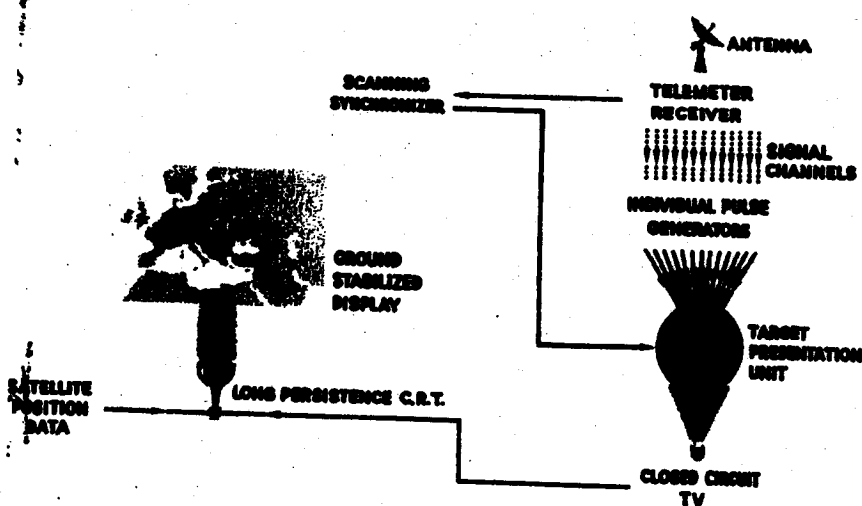 ANTENNA
SCANNING
SYNCHRONIZER
TELEMETER
RECEIVER
SIGNAL
CHANNELS
INDIVIDUAL PULSE
GENERATORS
GROUND
STABILIZED
DISPLAY
TARGET
PRESENTATION
UNIT
LONG PERSISTENCE C.R.T.
SATELLITE
POSITION
DATA
CLOSED CIRCUIT
TV